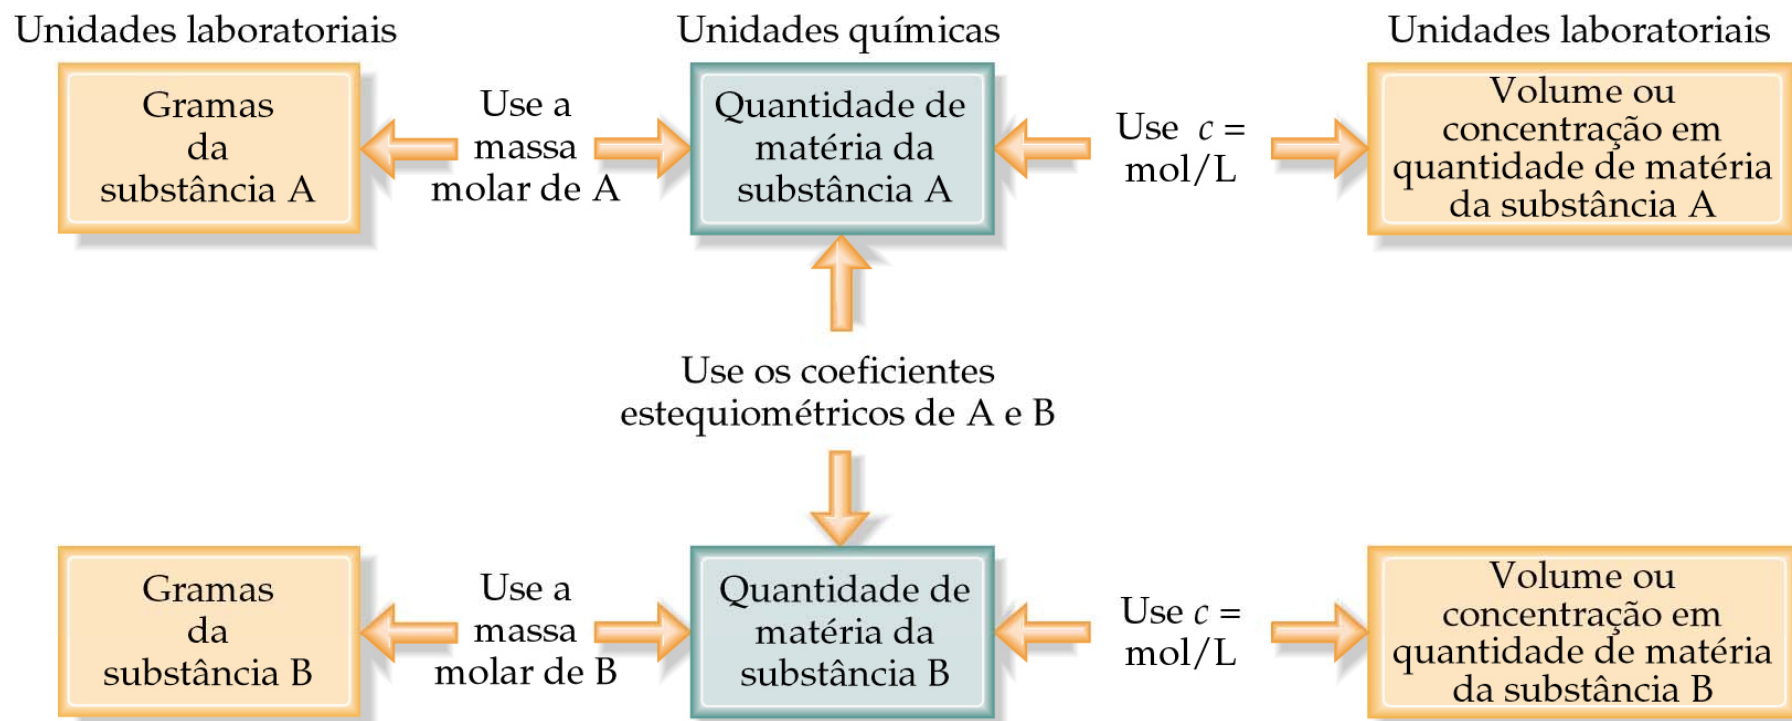 Unidades laboratoriais
Unidades químicas
Unidades laboratoriais
Gramas
da
substância A
Use a
massa
molar de A
Quantidade de
matéria da
substância A
Use c =
mol/L
Volume ou
concentração em
quantidade de matéria
da substância A
Use os coeficientes
estequiométricos de A e B
Gramas
da
substância B
Use a
massa
molar de B
Quantidade de
matéria da
substância B
Use c =
mol/L
Volume ou
concentração em
quantidade de matéria
da substância B